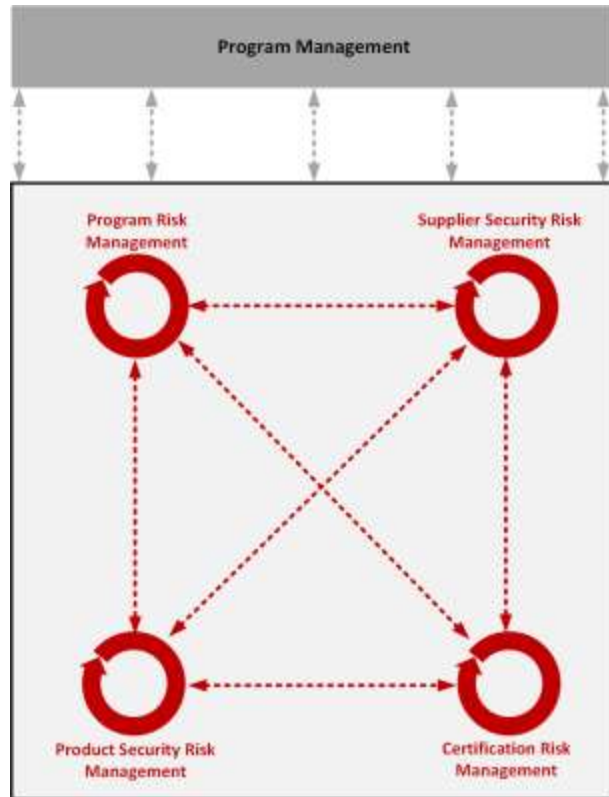 Program Management
Program Risk
Management
Supplier Security Risk
Management
Product Security Risk
Management
Certification Risk
Management